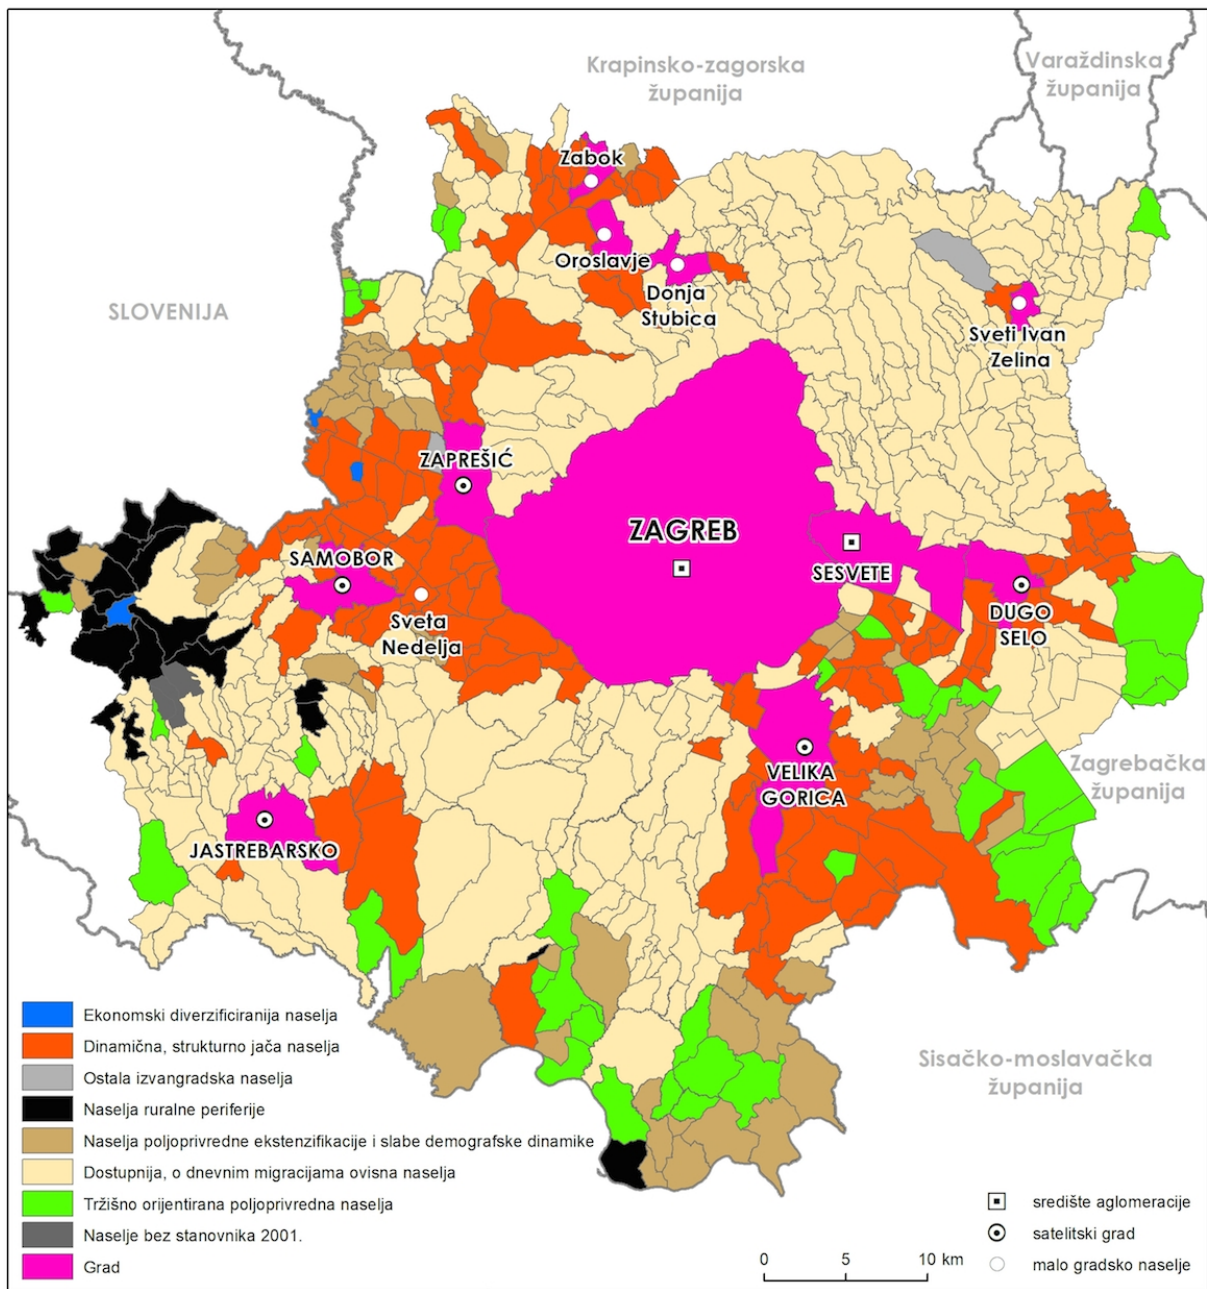 Krapinsko-zagorska
županija
Varaždinska
županija
Zabok
Oroslavje
Donja
Stubica
SLOVENIJA
Sveti Ivan
Zelina
ZAPREŠIĆ
ZAGREB
SAMOBOR
SESVETE
Sveta
Nedelja
DUGO
SELO
VELIKA
GORICA
Zagrebačka
županija
JASTREBARSKO
Sisačko-moslavačka
županija
Ekonomski diverzificiranija naselja
Dinamična, strukturno jača naselja
Ostala izvangradska naselja
Naselja ruralne periferije
Naselja poljoprivredne ekstenzifikacije i slabe demografske dinamike
Dostupnija, o dnevnim migracijama ovisna naselja
Tržišno orijentirana poljoprivredna naselja
Naselje bez stanovnika 2001.
Grad
0 5 10 km
središte aglomeracije
satelitski grad
malo gradsko naselje